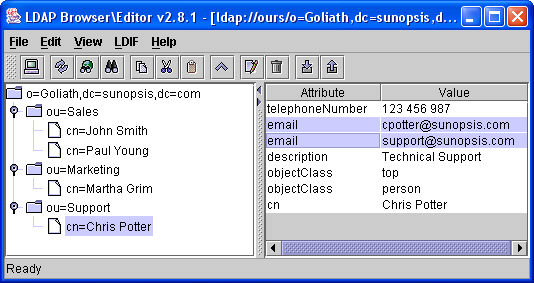 LDAP Browser\Editor v2.8.1 - [ldap://ours/o=Goliath,dc=sunopsis,d...
File Edit View LDIF Help
o=Goliath,dc=sunopsis,dc=com
ou=Sales
cn=John Smith
cn=Paul Young
ou=Marketing
cn=Martha Grim
ou=Support
cn=Chris Potter
Attribute Value
telephoneNumber 123 456 987
email cpotter@sunopsis.com
email support@sunopsis.com
description Technical Support
objectClass top
objectClass person
cn Chris Potter
Ready